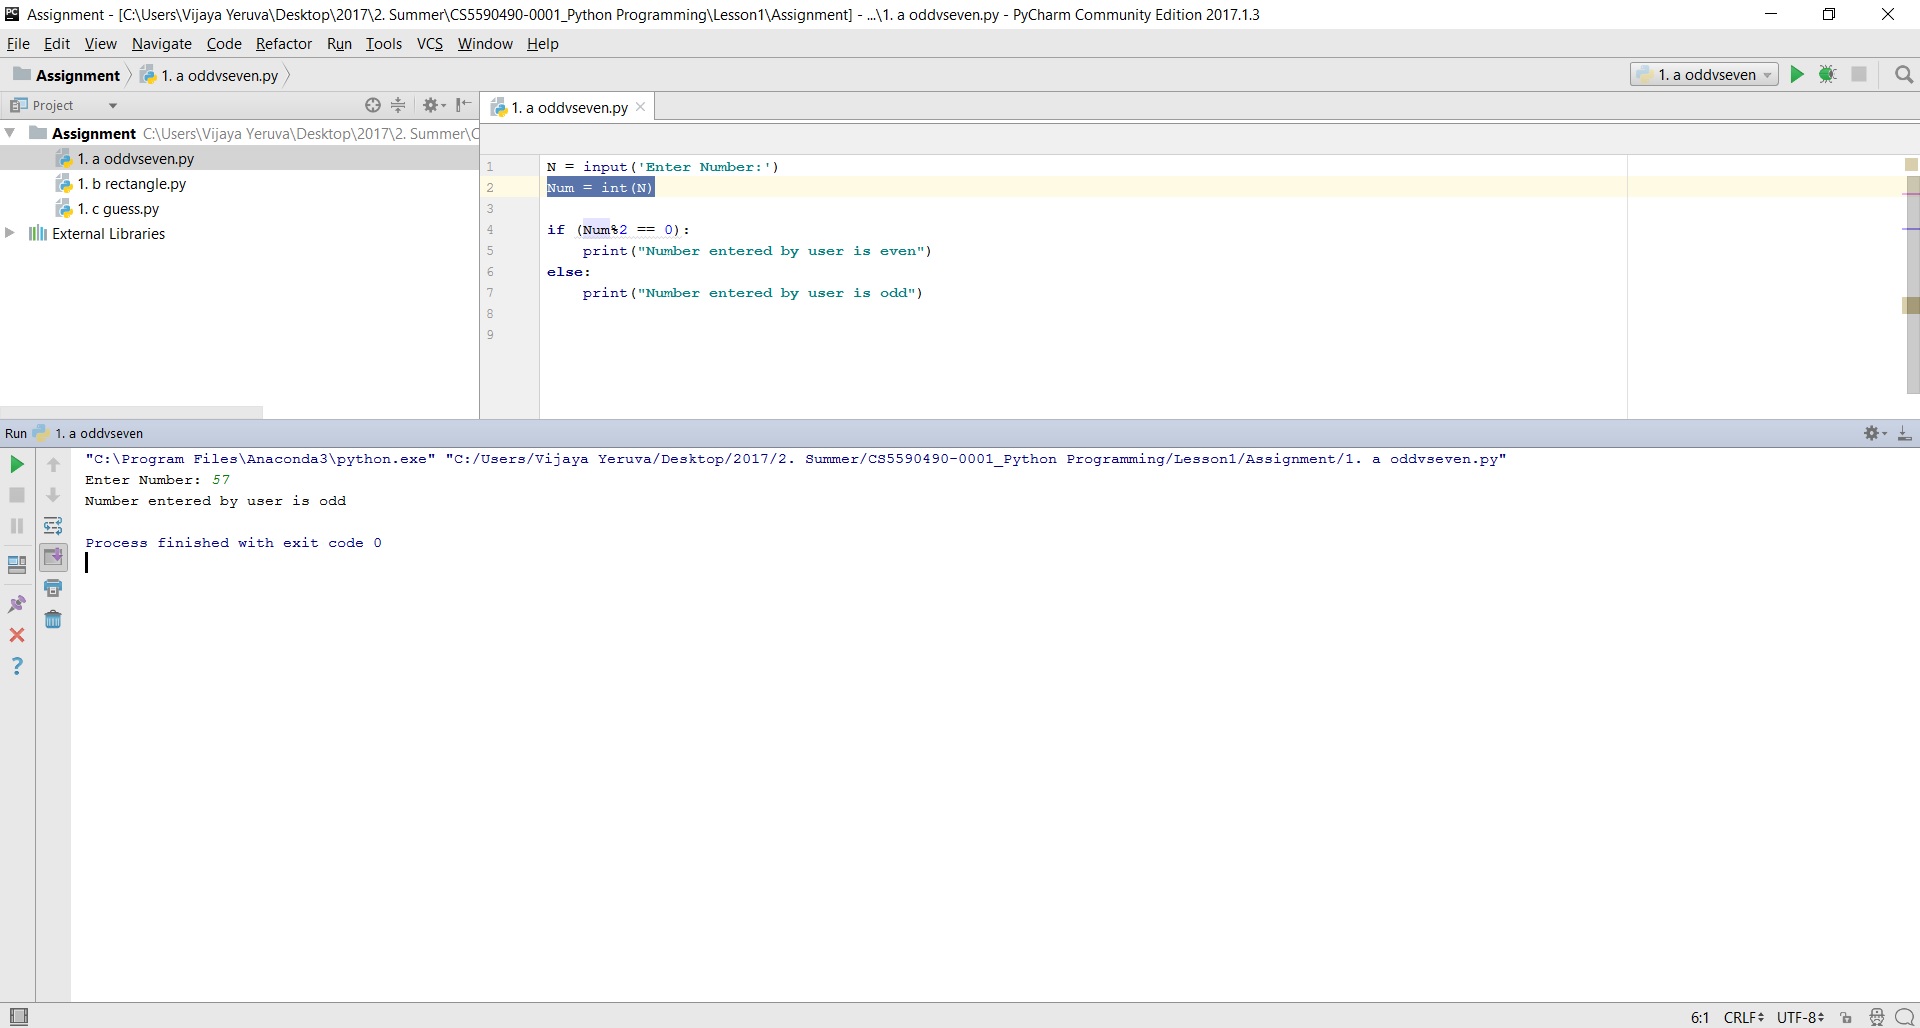 Assignment - [C:\Users\Vijaya Yeruva\Desktop\2017\2. Summer\CS5590490-0001_Python Programming\Lesson1\Assignment] - ...\1. a oddvseven.py - PyCharm Community Edition 2017.1.3
File Edit View Navigate Code Refactor Run Tools VCS Window Help
Assignment 1. a oddvseven.py 1. a oddvseven
Project
1. a oddvseven.py
Assignment C:\Users\Vijaya Yeruva\Desktop\2017\2. Summer\C
1. a oddvseven.py
1. b rectangle.py
1. c guess.py
External Libraries
1 N = input('Enter Number:')
2 Num = int(N)
3
4 if (Num%2 == 0):
5 print("Number entered by user is even")
6 else:
7 print("Number entered by user is odd")
8
9
Run 1. a oddvseven
"C:\Program Files\Anaconda3\python.exe" "C:/Users/Vijaya Yeruva/Desktop/2017/2. Summer/CS5590490-0001_Python Programming/Lesson1/Assignment/1. a oddvseven.py"
Enter Number: 57
Number entered by user is odd
Process finished with exit code 0
6:1 CRLF UTF-8